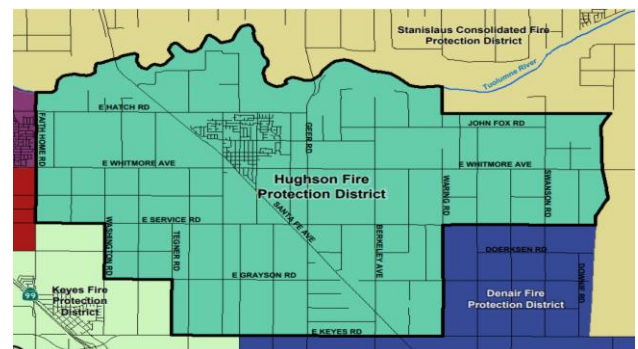 Stanislaus Consolidated Fire
Protection District
Tuolumne River
E HATCH RD
FAITH HOME RD
GEER RD
JOHN FOX RD
E WHITMORE AVE
E WHITMORE AVE
Hughson Fire
Protection District
WARING RD
SWANSON RD
SANTA FE AVE
E SERVICE RD
WASHINGTON RD
TEGNER RD
BERKELEY AVE
DOERKSEN RD
E GRAYSON RD
DOWNIE RD
Keyes Fire
Protection
District
99
Denair Fire
Protection District
E KEYES RD